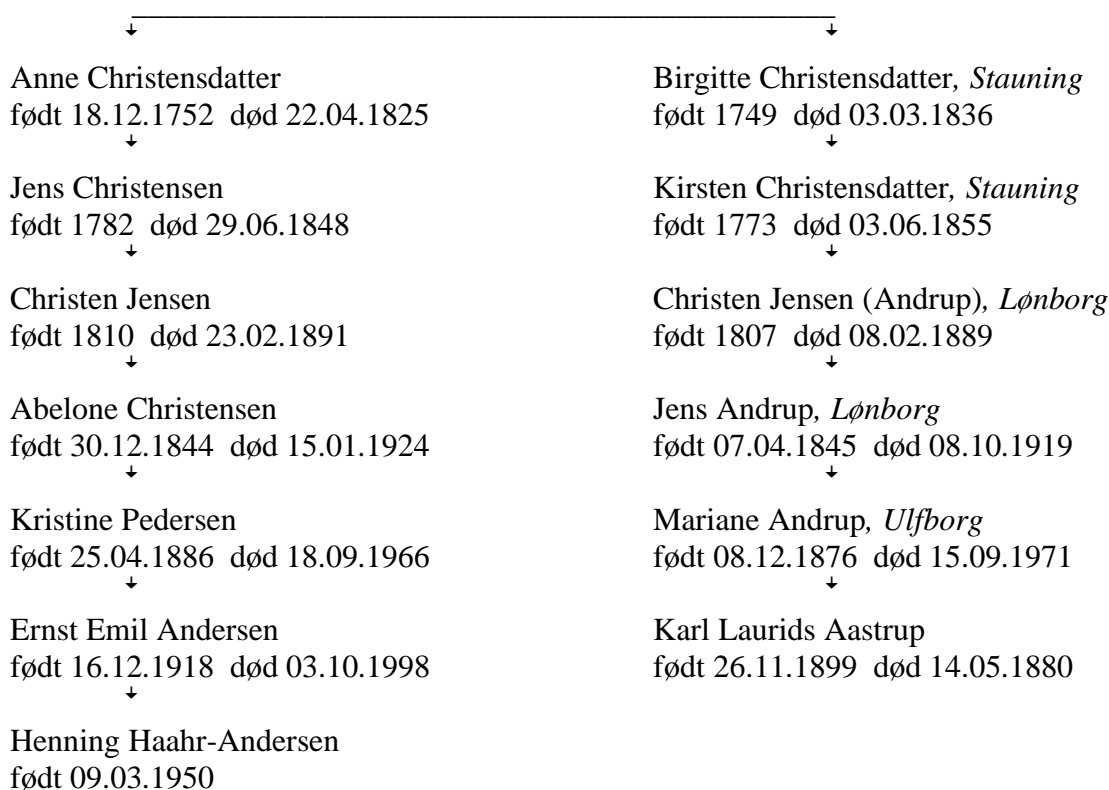 Anne Christensdatter
født 18.12.1752  død 22.04.1825
Jens Christensen
født 1782  død 29.06.1848
Christen Jensen
født 1810  død 23.02.1891
Abelone Christensen
født 30.12.1844  død 15.01.1924
Kristine Pedersen
født 25.04.1886  død 18.09.1966
Ernst Emil Andersen
født 16.12.1918  død 03.10.1998
Henning Haahr-Andersen
født 09.03.1950
Birgitte Christensdatter, Stauning
født 1749  død 03.03.1836
Kirsten Christensdatter, Stauning
født 1773  død 03.06.1855
Christen Jensen (Andrup), Lønborg
født 1807  død 08.02.1889
Jens Andrup, Lønborg
født 07.04.1845  død 08.10.1919
Mariane Andrup, Ulfborg
født 08.12.1876  død 15.09.1971
Karl Laurids Aastrup
født 26.11.1899  død 14.05.1880